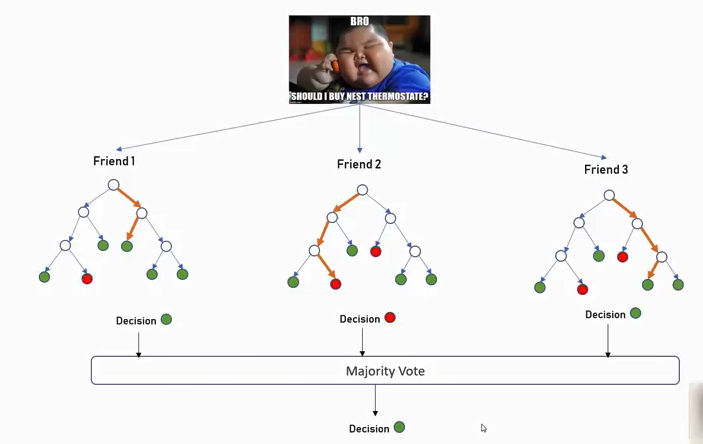 BRO
SHOULD I BUY NEST THERMOSTATE?
Friend 1
Friend 2
Friend 3
Decision
Decision
Decision
Majority Vote
Decision